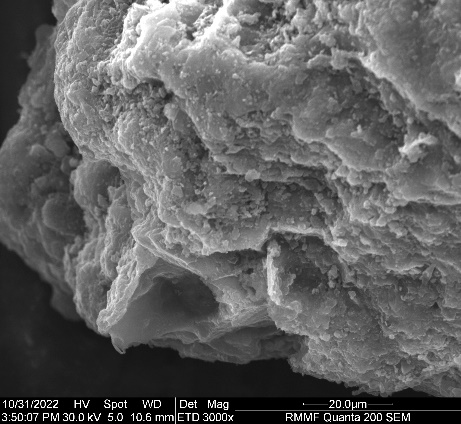 10/31/2022 HV Spot WD Det Mag 20.0µm
3:50:07 PM 30.0 kV 5.0 10.6 mm ETD 3000x RMMF Quanta 200 SEM